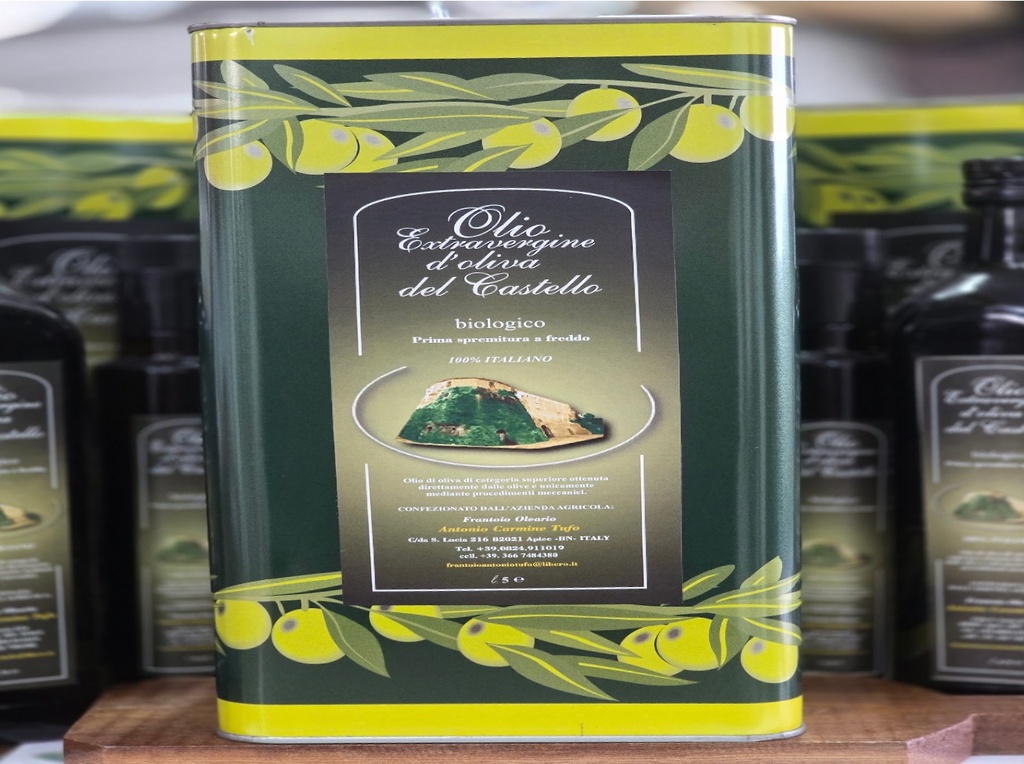 Olio
Extravergine
d'oliva
del Castello
biologico
Prima spremitura a freddo
100% ITALIANO
Olio di oliva di categoria superiore ottenuta
direttamente dalle olive e unicamente
mediante procedimenti meccanici.
CONFEZIONATO DALL'AZIENDA AGRICOLA:
Frantoio Oleario
Antonio Carmine Tufo
C/da S. Lucia 216 82021 Apice -BN- ITALY
Tel. +39.0824.911019
cell. +39. 366 7484380
frantoioantoniotufo@libero.it
l. 5 e